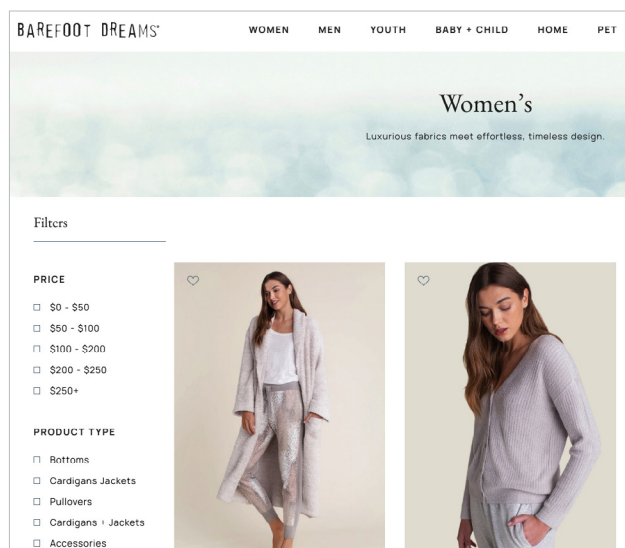 BAREFOOT DREAMS®
WOMEN MEN YOUTH BABY + CHILD HOME PET
Women's
Luxurious fabrics meet effortless, timeless design.
Filters
PRICE
$0 - $50
$50 - $100
$100 - $200
$200 - $250
$250+
PRODUCT TYPE
Bottoms
Cardigans Jackets
Pullovers
Cardigans + Jackets
Accessories